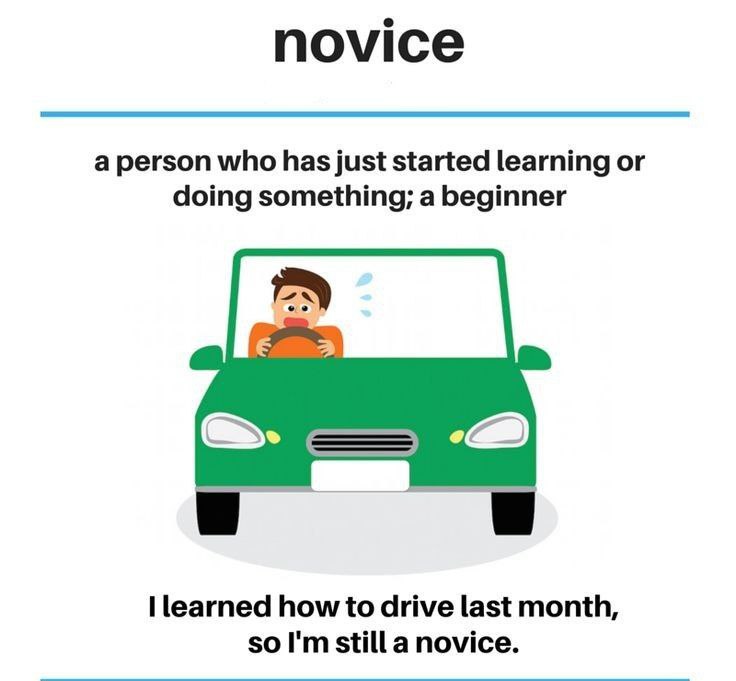 novice
a person who has just started learning or
doing something; a beginner
I learned how to drive last month,
so I'm still a novice.